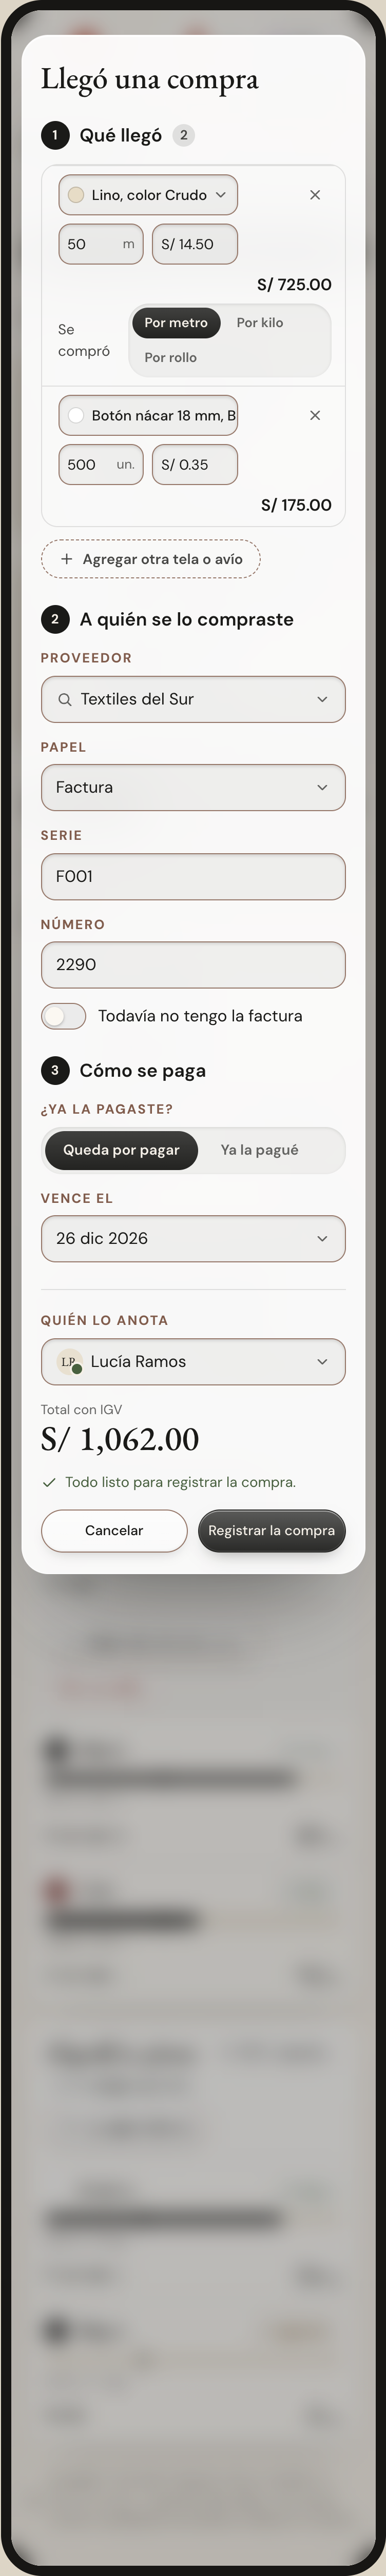 Llegó una compra
1 Qué llegó 2
Lino, color Crudo
50 m S/ 14.50
S/ 725.00
Se compró
Por metro Por kilo
Por rollo
Botón nácar 18 mm, B
500 un. S/ 0.35
S/ 175.00
+ Agregar otra tela o avío
2 A quién se lo compraste
PROVEEDOR
Textiles del Sur
PAPEL
Factura
SERIE
F001
NÚMERO
2290
Todavía no tengo la factura
3 Cómo se paga
¿YA LA PAGASTE?
Queda por pagar Ya la pagué
VENCE EL
26 dic 2026
QUIÉN LO ANOTA
LR Lucía Ramos
Total con IGV
S/ 1,062.00
Todo listo para registrar la compra.
Cancelar Registrar la compra